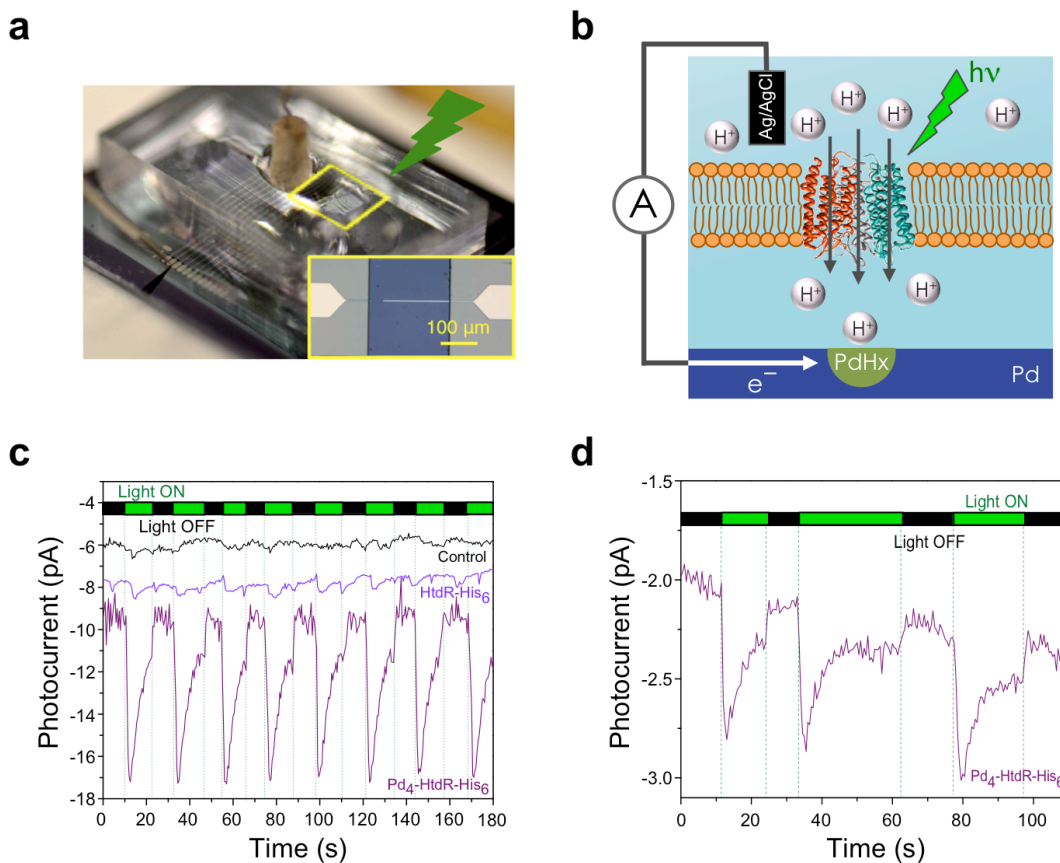 a
100 µm
b
hν
Ag/AgCl
H⁺
H⁺
H⁺
H⁺
H⁺
A
H⁺
H⁺
H⁺
PdHx
e⁻
Pd
c
Light ON
Light OFF
Control
HtdR-His₆
Pd₄-HtdR-His₆
-4
-6
-8
-10
-12
-14
-16
-18
Photocurrent (pA)
0 20 40 60 80 100 120 140 160 180
Time (s)
d
Light ON
Light OFF
Pd₄-HtdR-His₆
-1.5
-2.0
-2.5
-3.0
Photocurrent (pA)
0 20 40 60 80 100
Time (s)